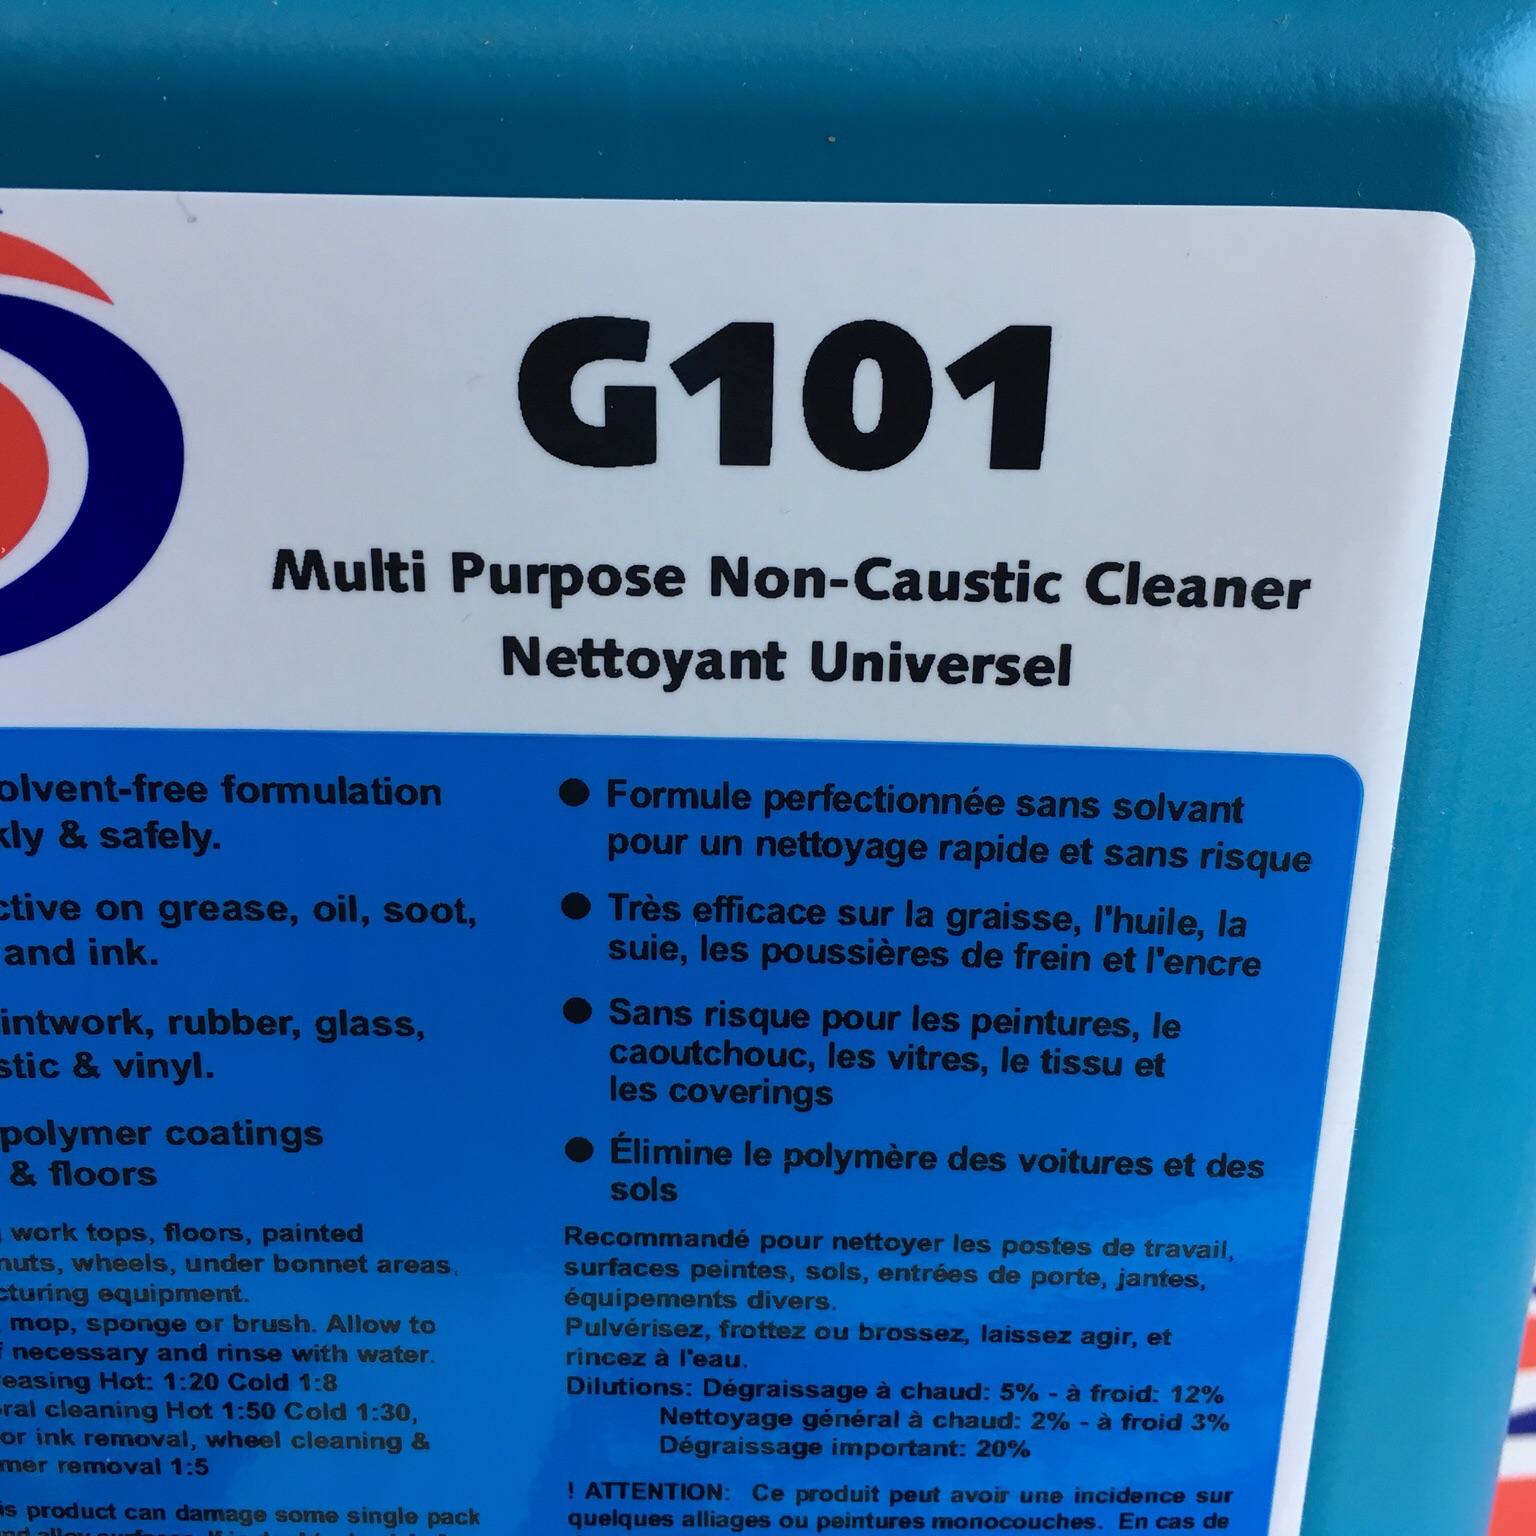 G101
Multi Purpose Non-Caustic Cleaner
Nettoyant Universel
olvent-free formulation
kly & safely.
ctive on grease, oil, soot,
and ink.
intwork, rubber, glass,
stic & vinyl.
polymer coatings
& floors
work tops, floors, painted
nuts, wheels, under bonnet areas,
cturing equipment.
mop, sponge or brush. Allow to
f necessary and rinse with water.
easing Hot: 1:20 Cold 1:8
ral cleaning Hot 1:50 Cold 1:30,
or ink removal, wheel cleaning &
mer removal 1:5
is product can damage some single pack
● Formule perfectionnée sans solvant
pour un nettoyage rapide et sans risque
● Très efficace sur la graisse, l'huile, la
suie, les poussières de frein et l'encre
● Sans risque pour les peintures, le
caoutchouc, les vitres, le tissu et
les coverings
● Élimine le polymère des voitures et des
sols
Recommandé pour nettoyer les postes de travail,
surfaces peintes, sols, entrées de porte, jantes,
équipements divers.
Pulvérisez, frottez ou brossez, laissez agir, et
rincez à l'eau.
Dilutions: Dégraissage à chaud: 5% - à froid: 12%
Nettoyage général à chaud: 2% - à froid 3%
Dégraissage important: 20%
! ATTENTION: Ce produit peut avoir une incidence sur
quelques alliages ou peintures monocouches. En cas de